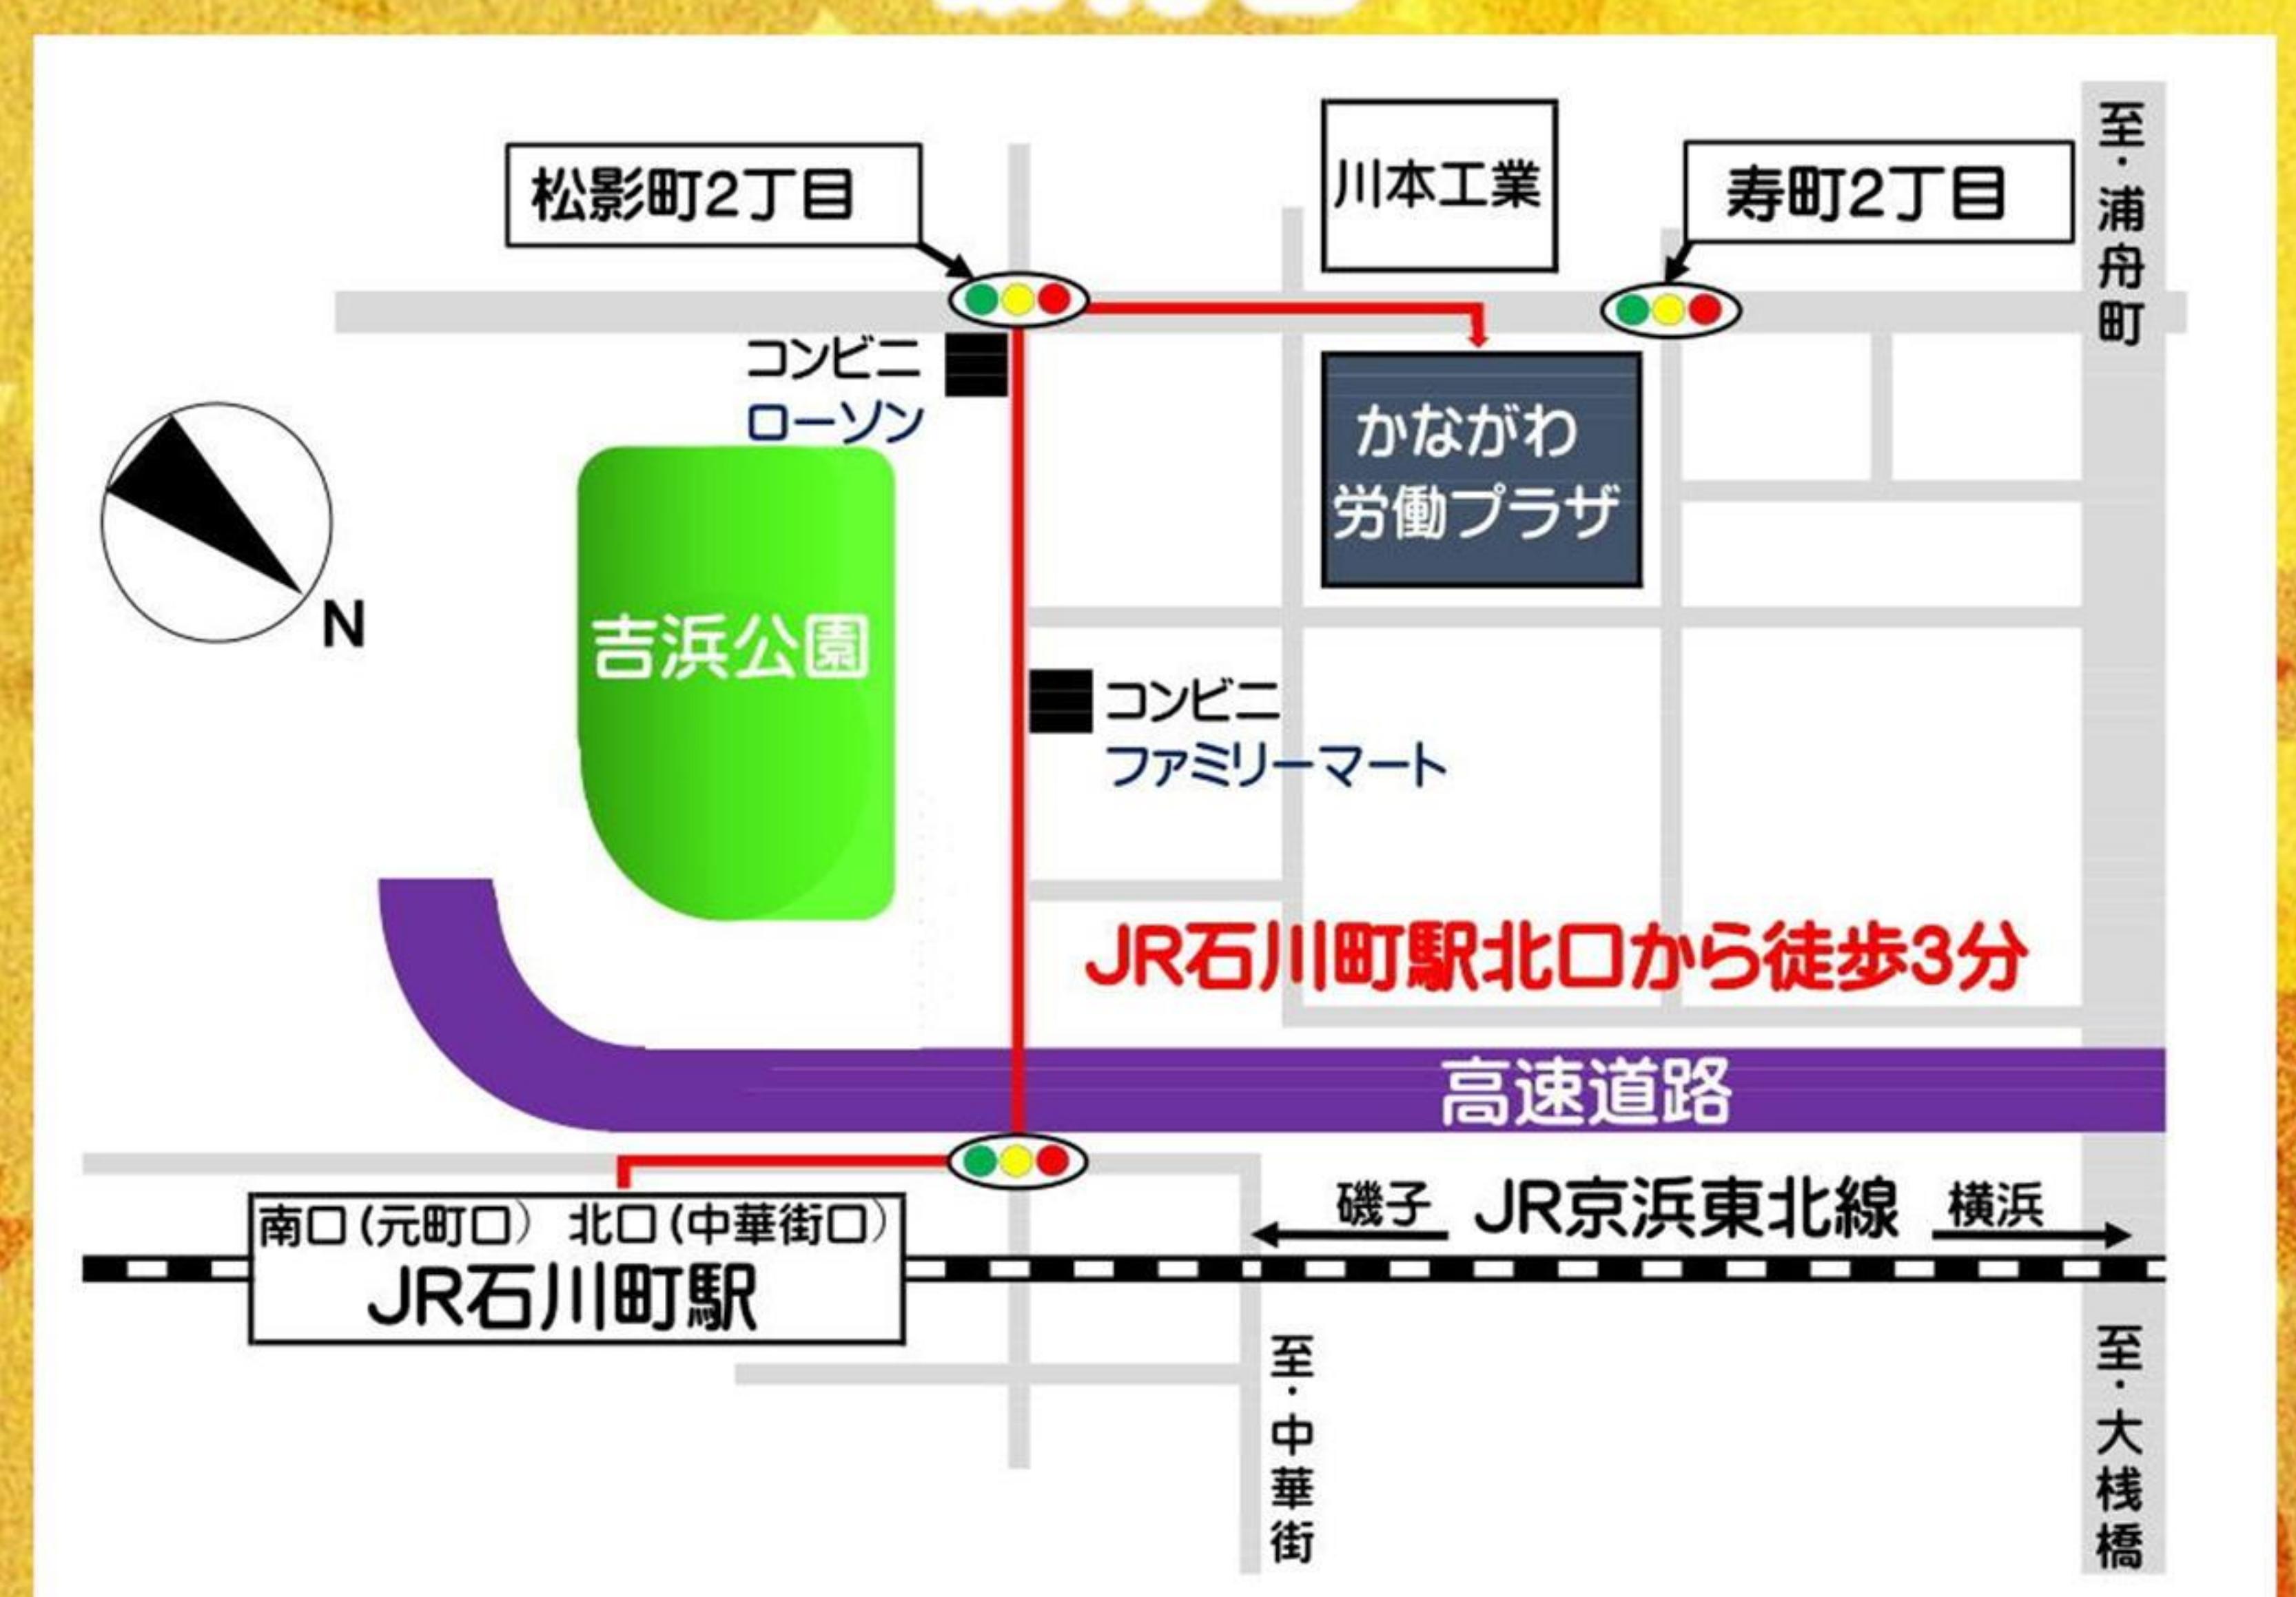 松影町2丁目
川本工業
寿町2丁目
至・浦舟町
コンビニ
ローソン
かながわ
労働プラザ
N
吉浜公園
コンビニ
ファミリーマート
JR石川町駅北口から徒歩3分
高速道路
南口(元町口) 北口(中華街口)
JR石川町駅
磯子 JR京浜東北線 横浜
至・中華街
至・大桟橋